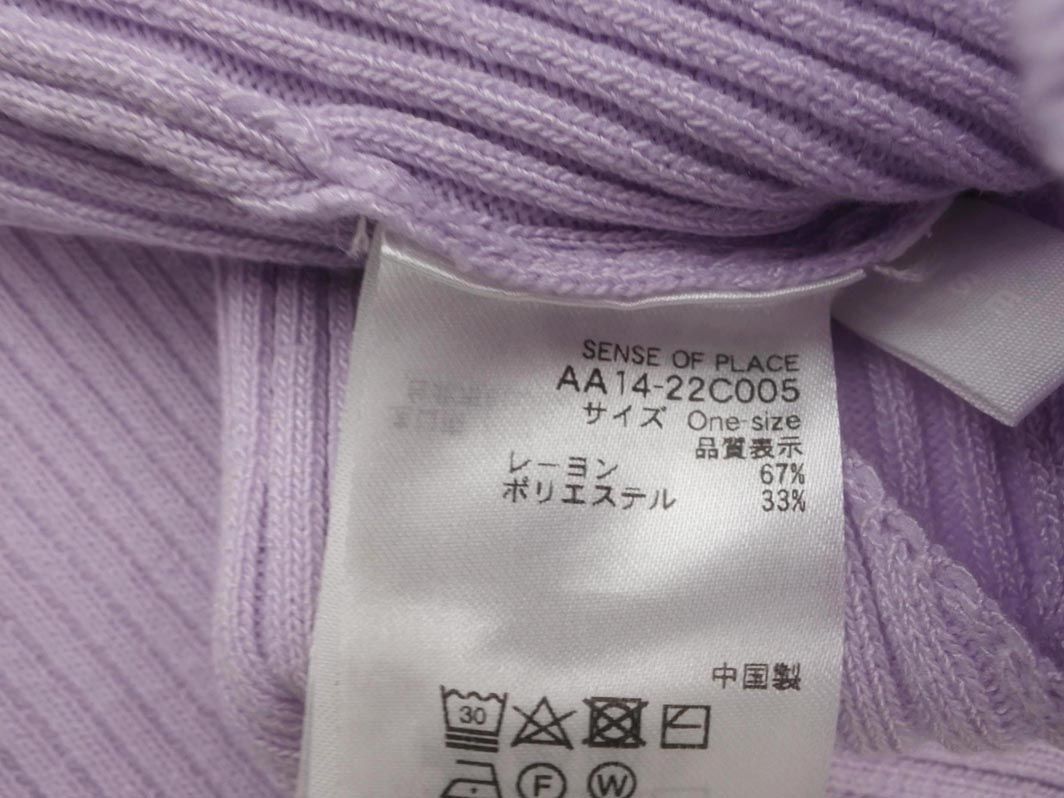 SENSE OF PLACE
AA14-22C005
サイズ One-size
品質表示
レーヨン 67%
ポリエステル 33%
中国製
30
F W